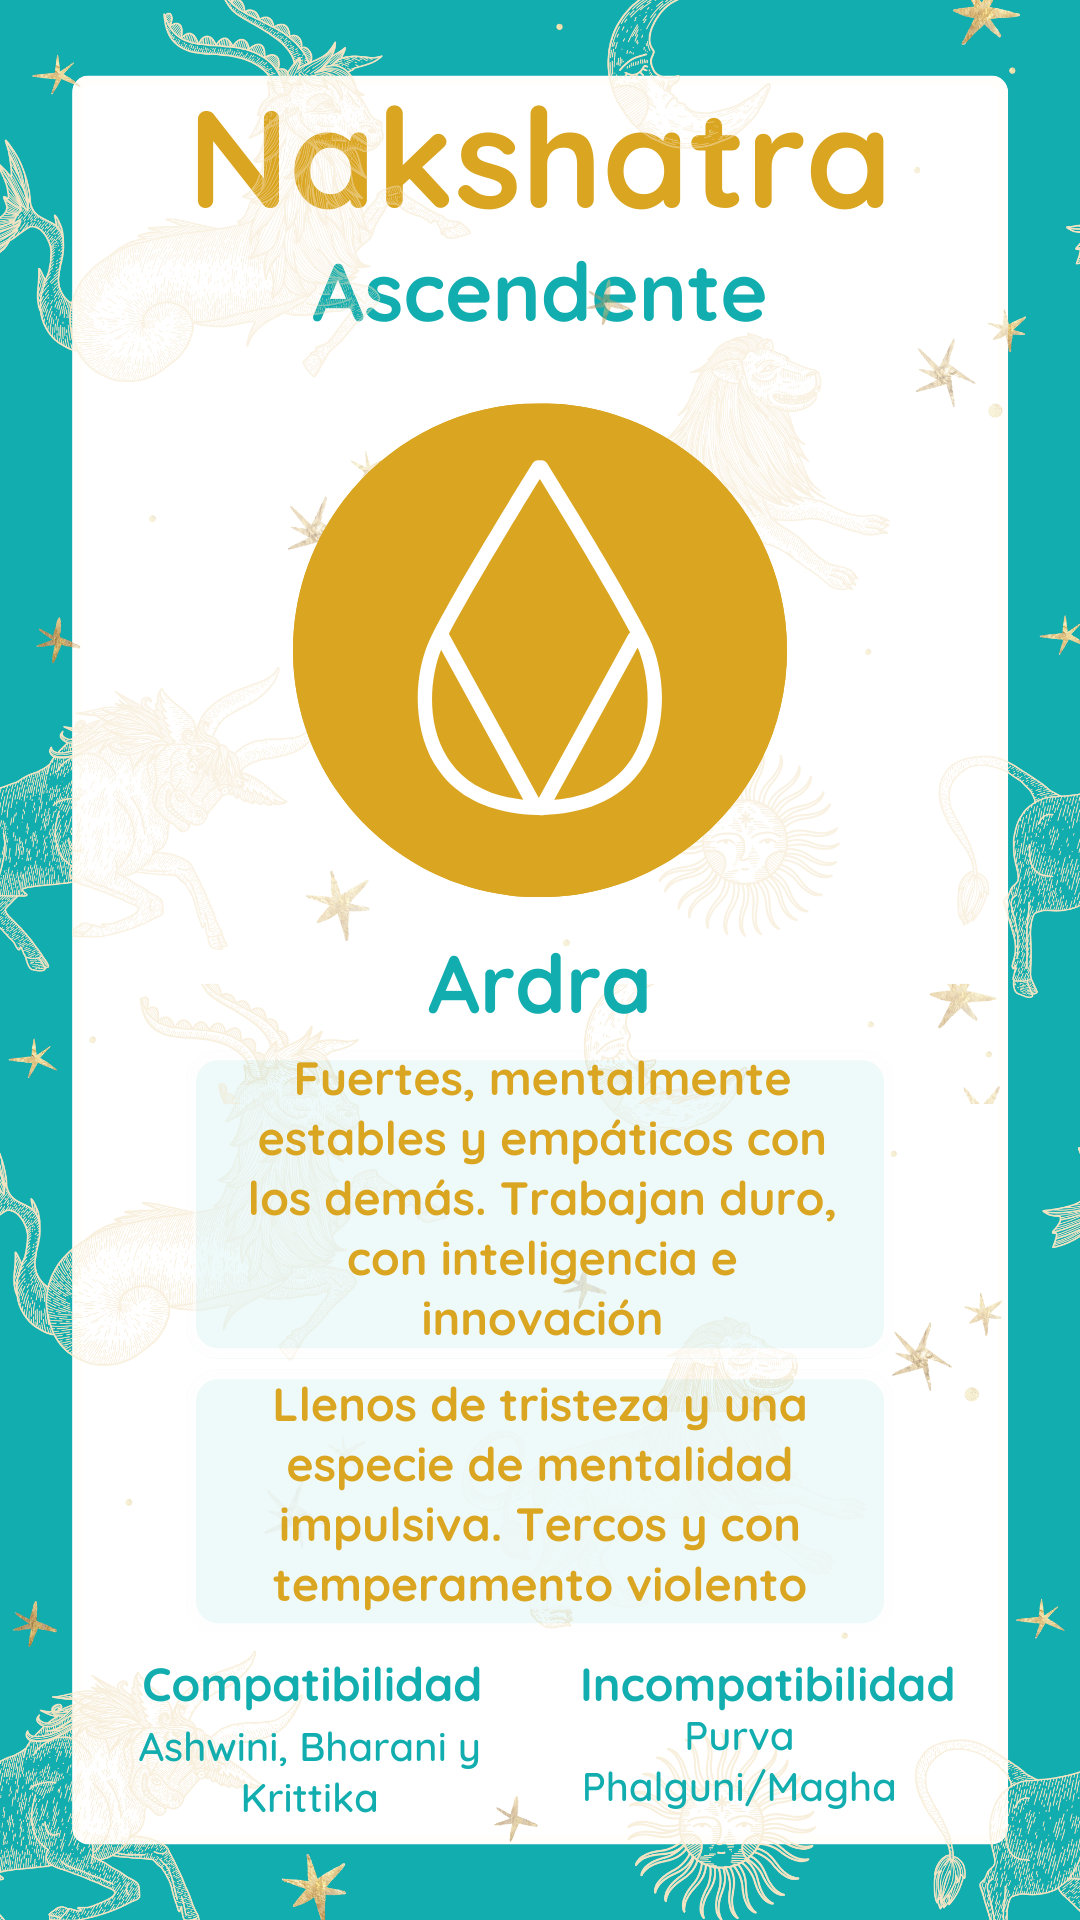 Nakshatra
Ascendente
Ardra
Fuertes, mentalmente
estables y empáticos con
los demás. Trabajan duro,
con inteligencia e
innovación
Llenos de tristeza y una
especie de mentalidad
impulsiva. Tercos y con
temperamento violento
Compatibilidad
Ashwini, Bharani y
Krittika
Incompatibilidad
Purva
Phalguni/Magha